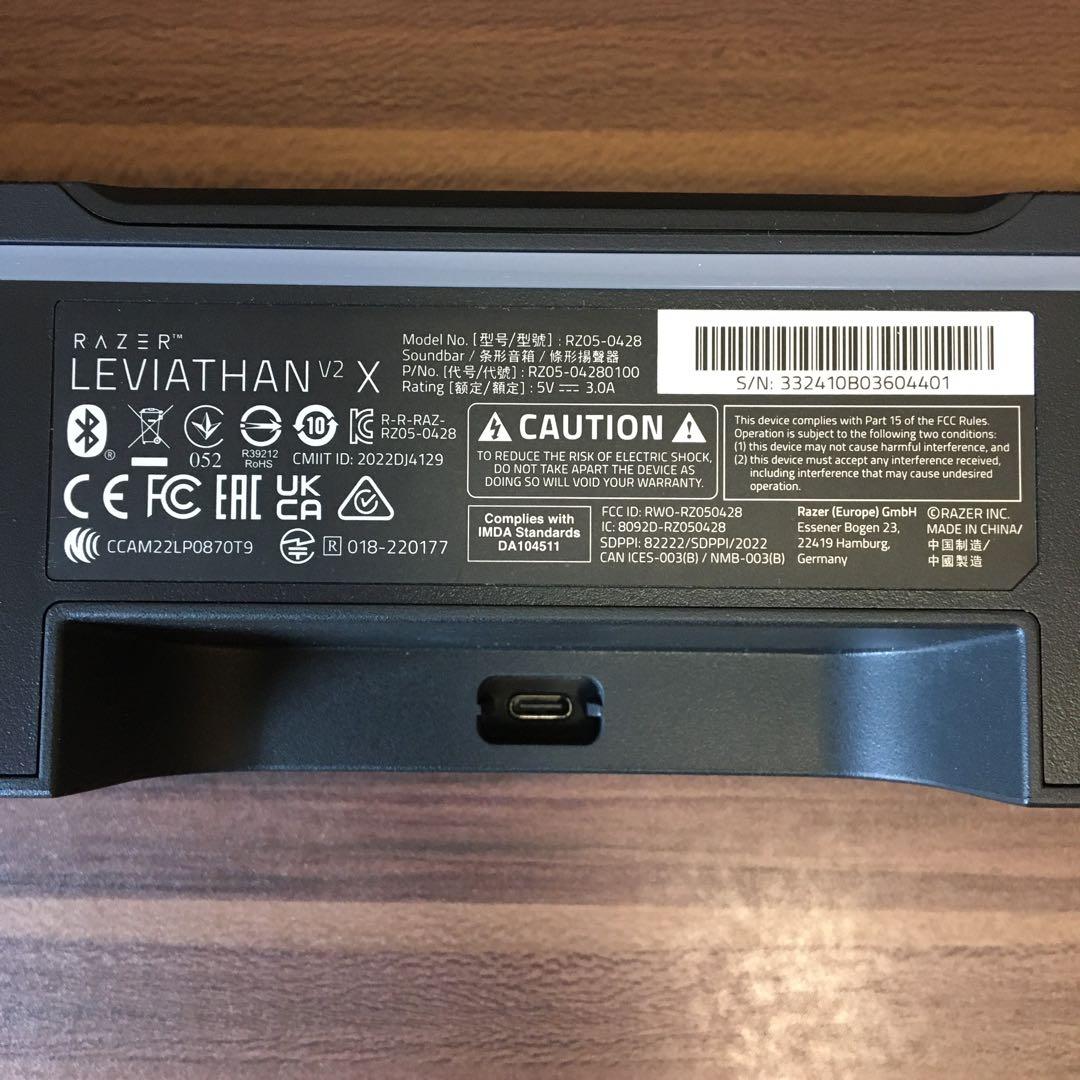 RAZER™
LEVIATHAN V2 X
Model No. [型号/型號] : RZ05-0428
Soundbar / 条形音箱 / 條形揚聲器
P/No. [代号/代號] : RZ05-04280100
Rating [额定/額定] : 5V ⎓ 3.0A
S/N: 332410B03604401
®
052
R39212
RoHS
10
R-R-RAZ-
RZ05-0428
CMIIT ID: 2022DJ4129
CE FC EAC UK
CA
CCAM22LP0870T9
R 018-220177
CAUTION
TO REDUCE THE RISK OF ELECTRIC SHOCK,
DO NOT TAKE APART THE DEVICE AS
DOING SO WILL VOID YOUR WARRANTY.
This device complies with Part 15 of the FCC Rules.
Operation is subject to the following two conditions:
(1) this device may not cause harmful interference, and
(2) this device must accept any interference received,
including interference that may cause undesired
operation.
Complies with
IMDA Standards
DA104511
FCC ID: RWO-RZ050428
IC: 8092D-RZ050428
SDPPI: 82222/SDPPI/2022
CAN ICES-003(B) / NMB-003(B)
Razer (Europe) GmbH
Essener Bogen 23,
22419 Hamburg,
Germany
©RAZER INC.
MADE IN CHINA/
中国制造/
中國製造